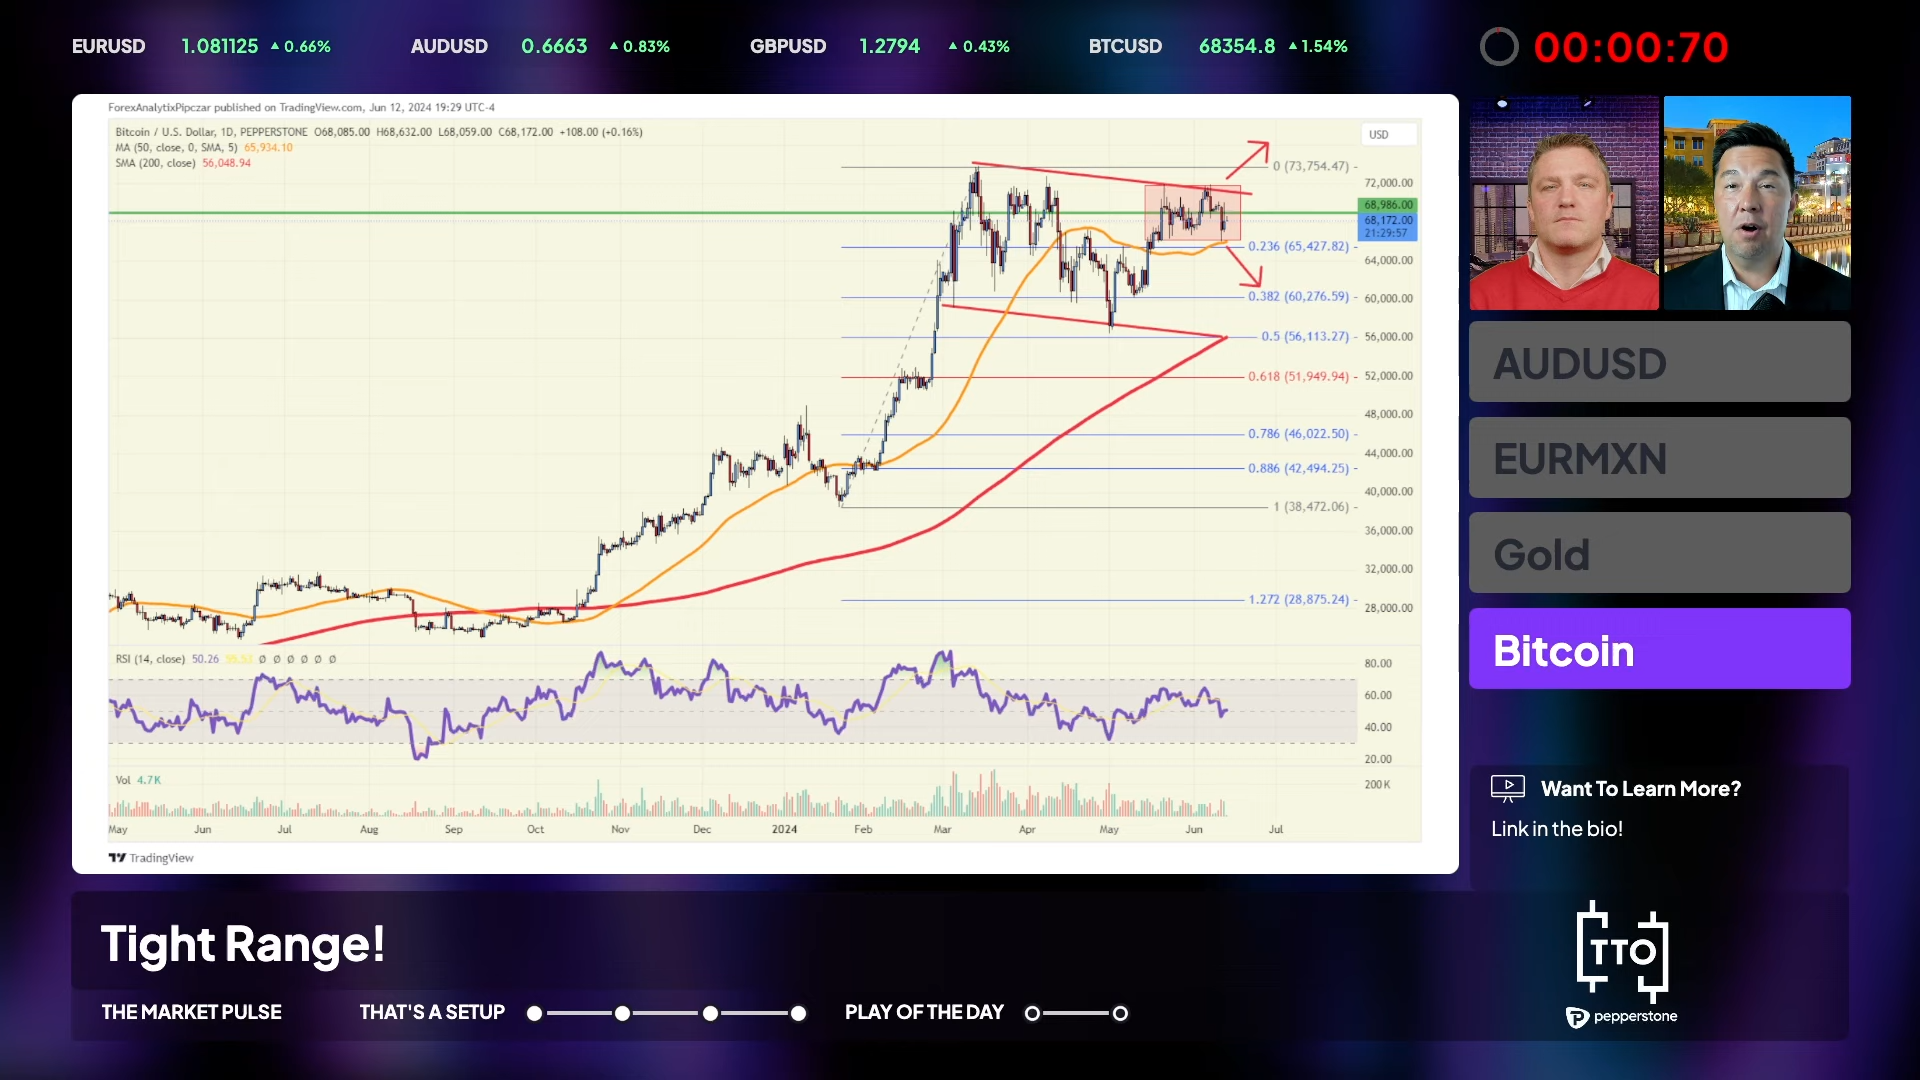 EURUSD 1.081125 ▲ 0.66% AUDUSD 0.6663 ▲ 0.83% GBPUSD 1.2794 ▲ 0.43% BTCUSD 68354.8 ▲ 1.54% 00:00:70
ForexAnalytixPipczar published on TradingView.com, Jun 12, 2024 19:29 UTC-4
Bitcoin / U.S. Dollar, 1D, PEPPERSTONE O68,085.00 H68,632.00 L68,059.00 C68,172.00 +108.00 (+0.16%)
MA (50, close, 0, SMA, 5) 65,934.10
SMA (200, close) 56,048.94
USD
0 (73,754.47)
72,000.00
68,986.00
68,172.00
21:29:57
0.236 (65,427.82)
64,000.00
0.382 (60,276.59)
60,000.00
0.5 (56,113.27)
56,000.00
0.618 (51,949.94)
52,000.00
48,000.00
0.786 (46,022.50)
44,000.00
0.886 (42,494.25)
40,000.00
1 (38,472.06)
36,000.00
32,000.00
1.272 (28,875.24)
28,000.00
RSI (14, close) 50.26 Ø Ø Ø Ø Ø Ø
80.00
60.00
40.00
20.00
Vol 4.7K
200 K
May Jun Jul Aug Sep Oct Nov Dec 2024 Feb Mar Apr May Jun Jul
TradingView
AUDUSD
EURMXN
Gold
Bitcoin
Want To Learn More?
Link in the bio!
Tight Range!
THE MARKET PULSE THAT'S A SETUP PLAY OF THE DAY
TTO
pepperstone